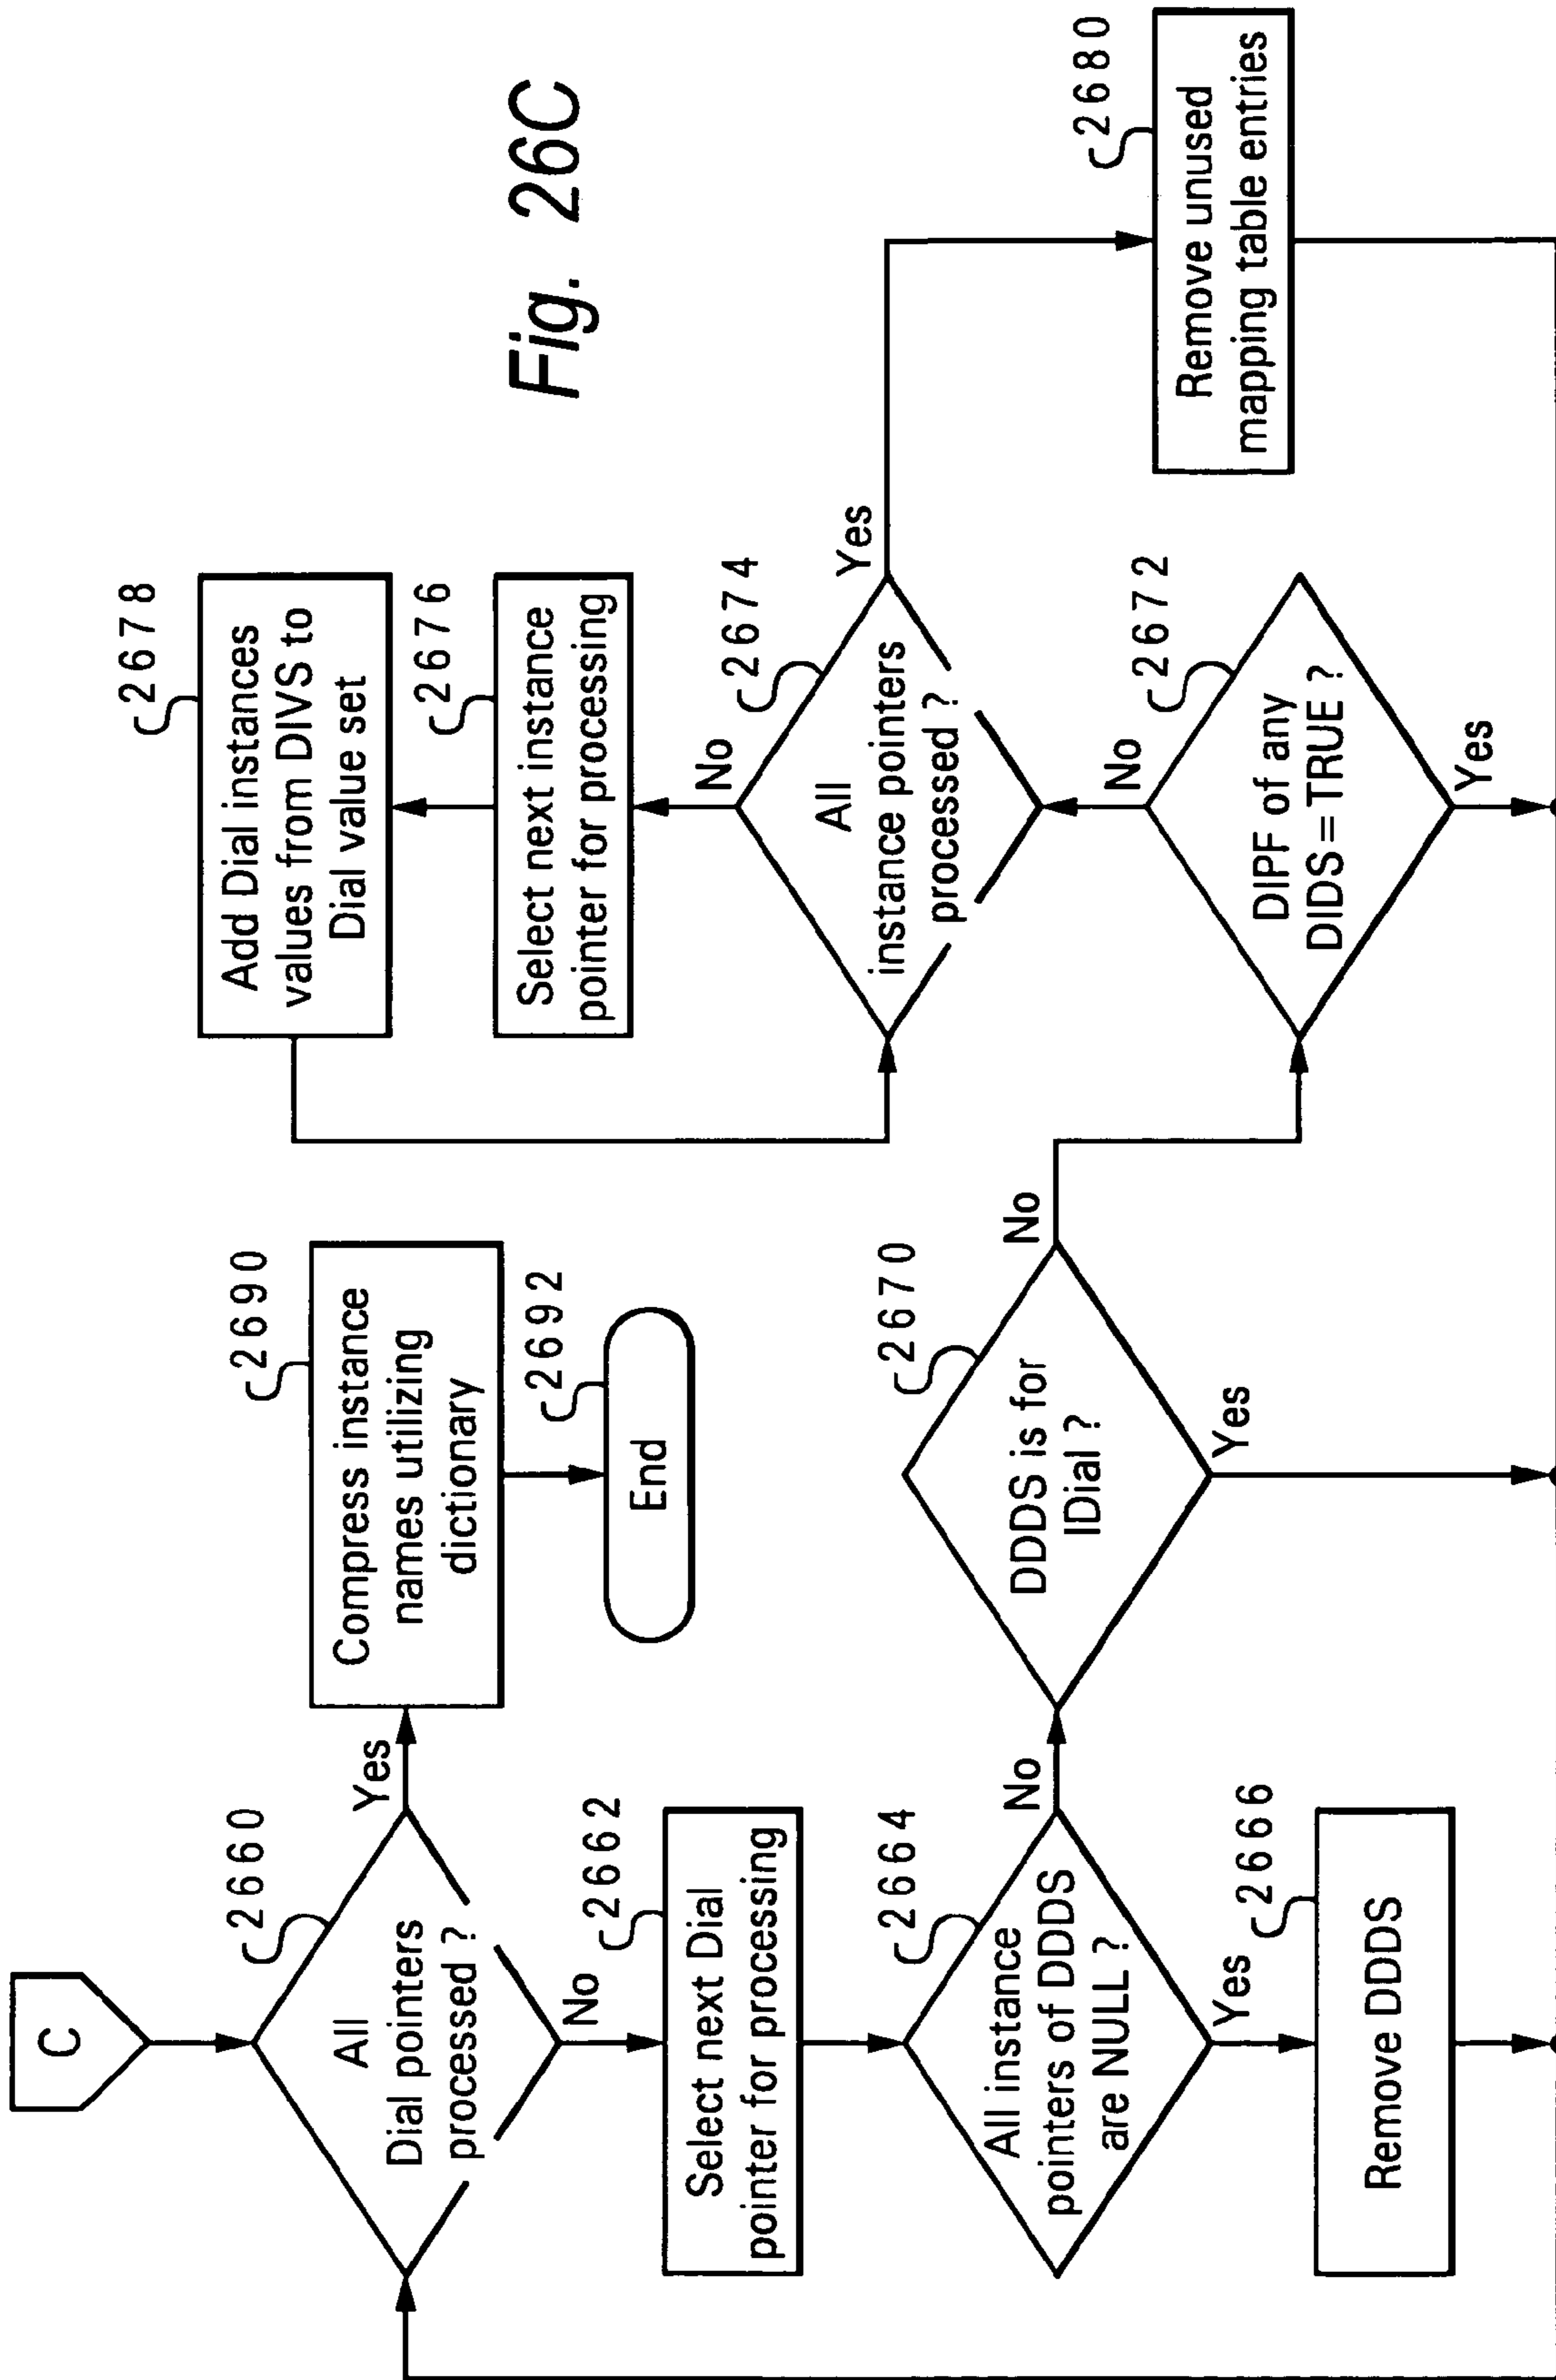 C
2660
All
Dial pointers
processed ?
Yes
No
2690
Compress instance
names utilizing
dictionary
2692
End
2662
Select next Dial
pointer for processing
2664
All instance
pointers of DDDS
are NULL ?
No
Yes
2666
Remove DDDS
2670
DDDS is for
IDial ?
No
Yes
2672
DIPF of any
DIDS=TRUE ?
No
Yes
2674
All
instance pointers
processed ?
No
Yes
2676
Select next instance
pointer for processing
2678
Add Dial instances
values from DIVS to
Dial value set
2680
Remove unused
mapping table entries
Fig. 26C